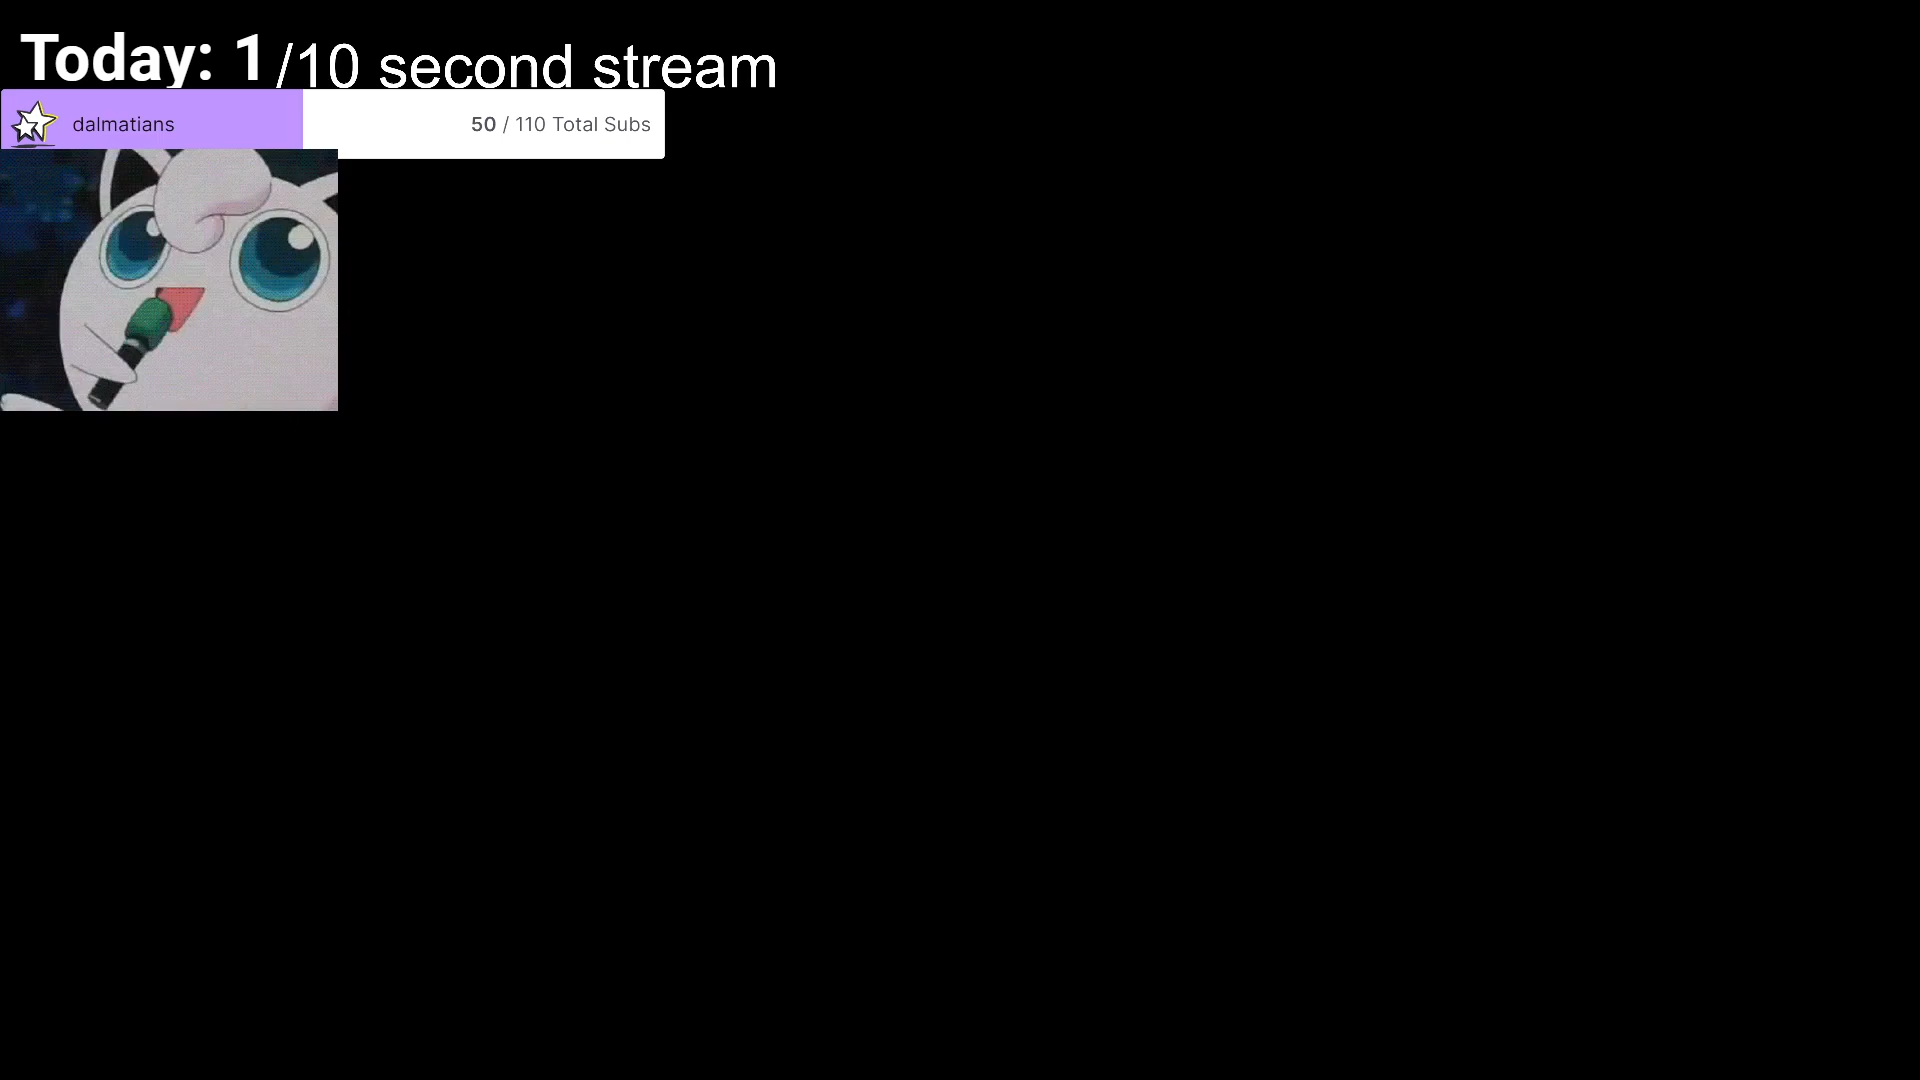 Today: 1 /10 second stream
dalmatians 50 / 110 Total Subs